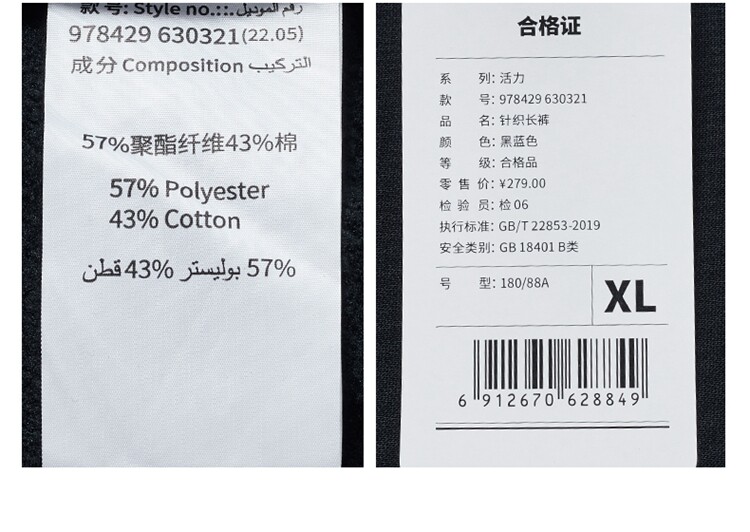 款 号: Style no.::. رقم الموديل
978429 630321(22.05)
成分 Composition التركيب
57%聚酯纤维43%棉
57% Polyester
43% Cotton
57% بوليستر 43% قطن
合格证
系 列: 活力
款 号: 978429 630321
品 名: 针织长裤
颜 色: 黑蓝色
等 级: 合格品
零 售 价: ¥279.00
检 验 员: 检 06
执行标准: GB/T 22853-2019
安全类别: GB 18401 B类
号 型: 180/88A
XL
6 912670 628849